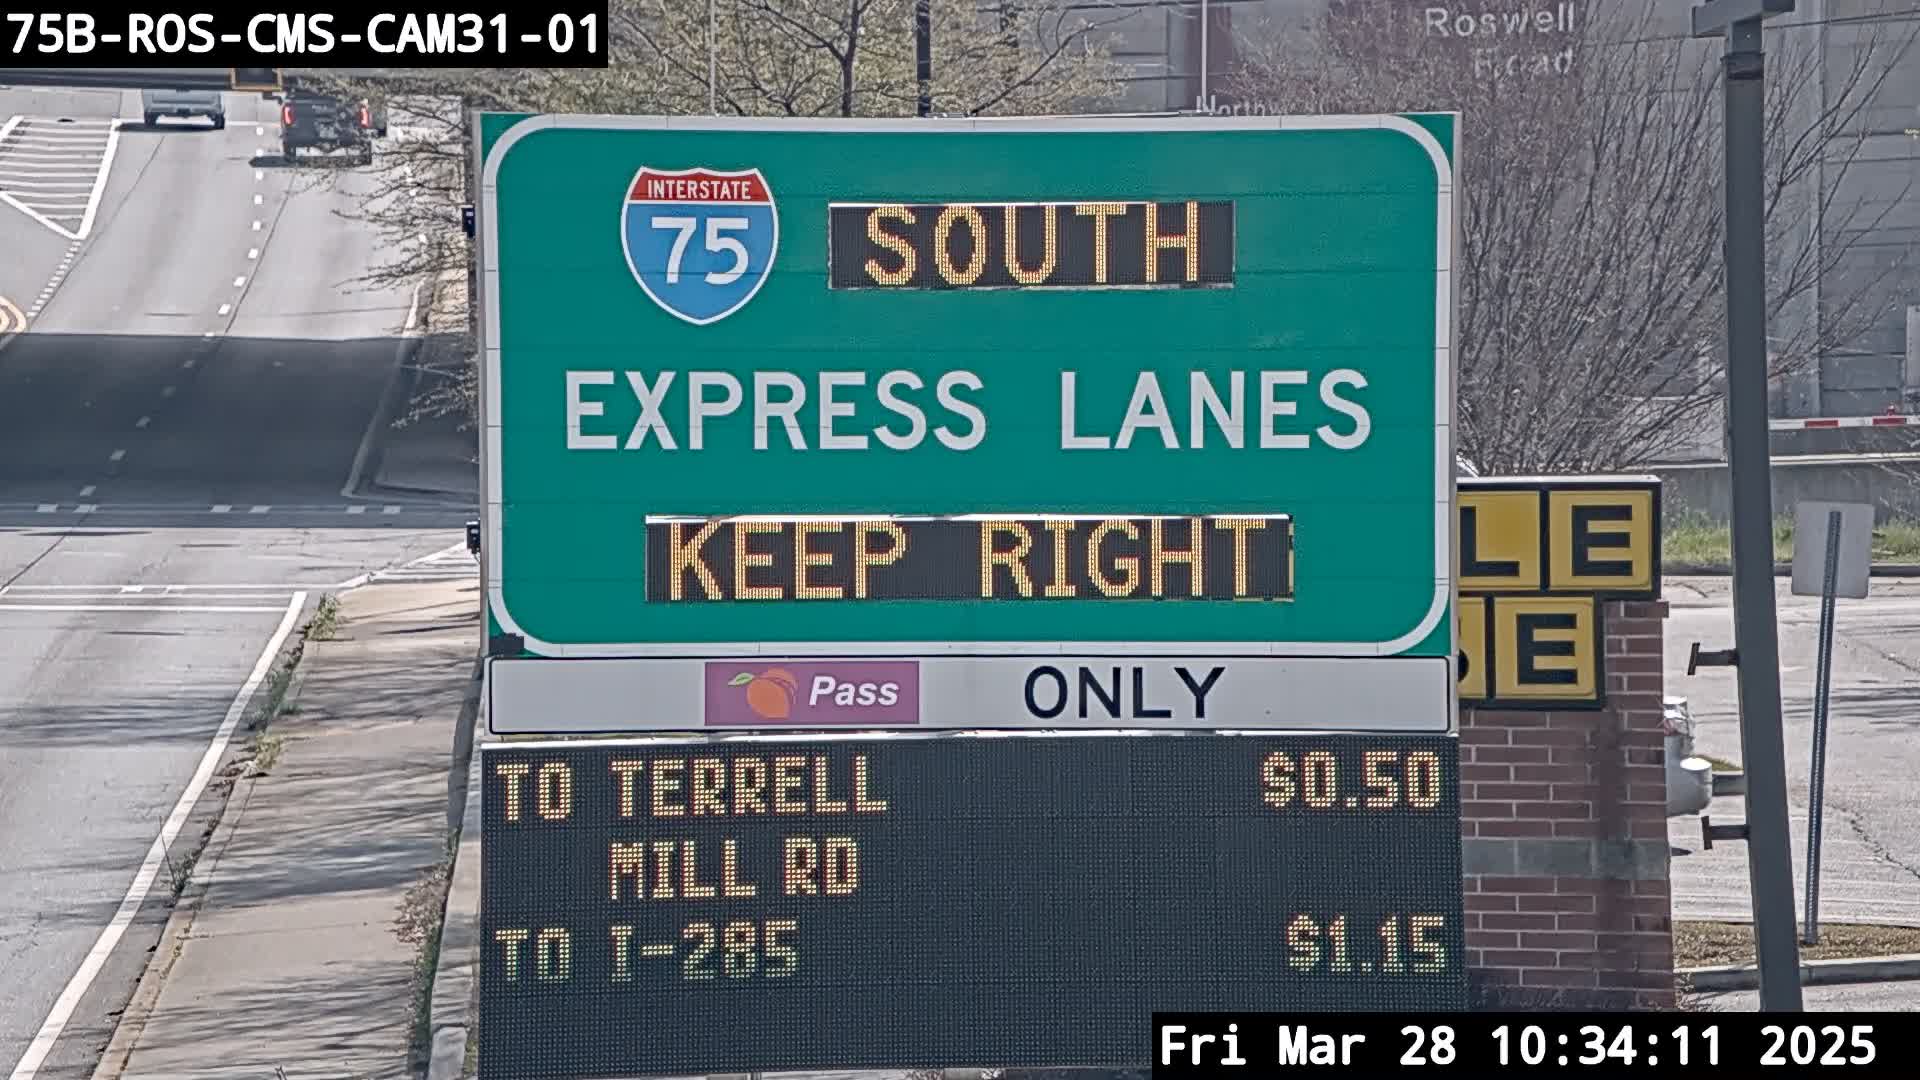 75B-ROS-CMS-CAM31-01
Roswell
Road
INTERSTATE
75
SOUTH
EXPRESS LANES
KEEP RIGHT
Pass
ONLY
TO TERRELL $0.50
MILL RD
TO I-285 $1.15
LE
E
Fri Mar 28 10:34:11 2025